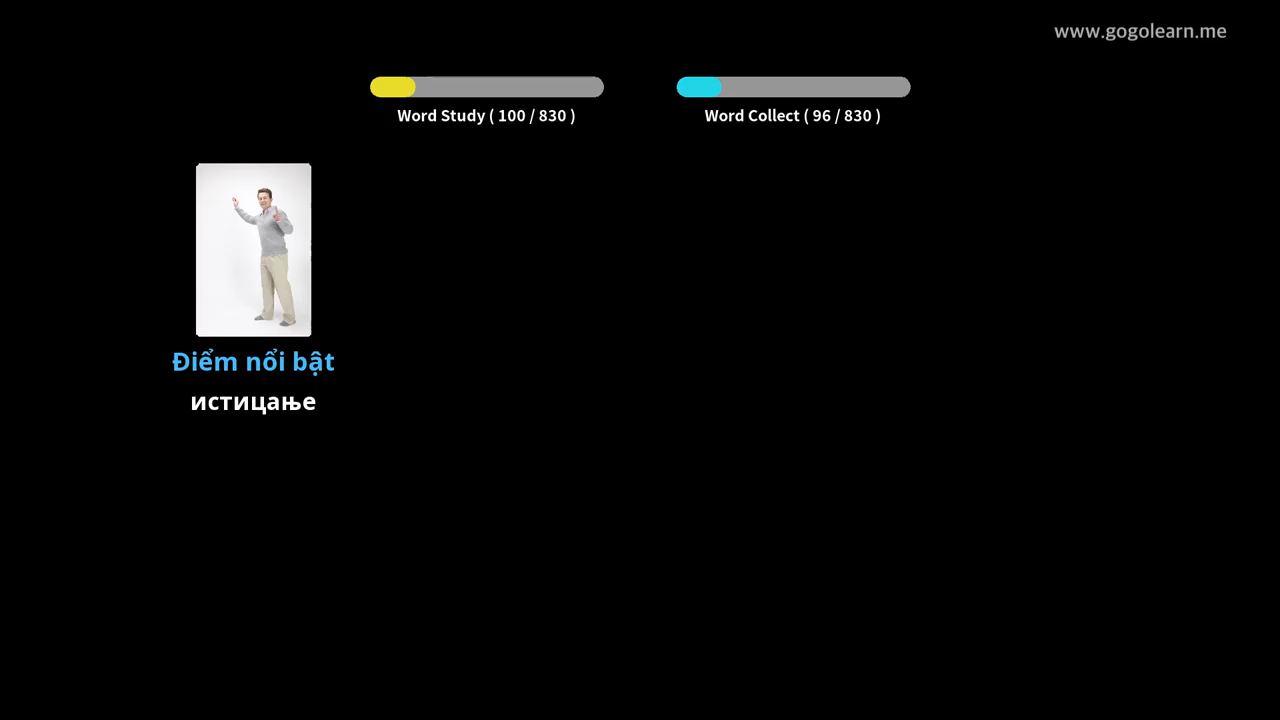 www.gogolearn.me
Word Study ( 100 / 830 )
Word Collect ( 96 / 830 )
Điểm nổi bật
истицање